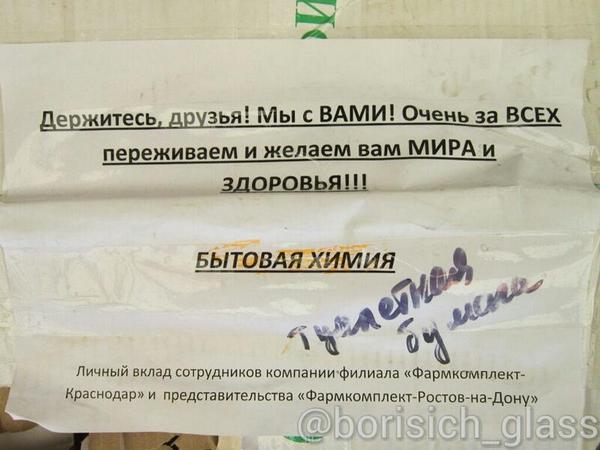 Держитесь, друзья! Мы с ВАМИ! Очень за ВСЕХ
переживаем и желаем вам МИРА и
ЗДОРОВЬЯ!!!
БЫТОВАЯ ХИМИЯ
туалетная
бумага
Личный вклад сотрудников компании филиала «Фармкомплект-
Краснодар» и представительства «Фармкомплект-Ростов-на-Дону»
@borisich_glass